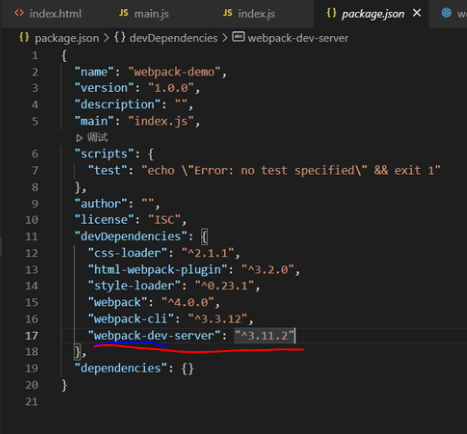 index.html
JS main.js
JS index.js
{} package.json ×
{} package.json > {} devDependencies > abc webpack-dev-server
1 {
2 "name": "webpack-demo",
3 "version": "1.0.0",
4 "description": "",
5 "main": "index.js",
调试
6 "scripts": {
7 "test": "echo \"Error: no test specified\" && exit 1"
8 },
9 "author": "",
10 "license": "ISC",
11 "devDependencies": {
12 "css-loader": "^2.1.1",
13 "html-webpack-plugin": "^3.2.0",
14 "style-loader": "^0.23.1",
15 "webpack": "^4.0.0",
16 "webpack-cli": "^3.3.12",
17 "webpack-dev-server": "^3.11.2"
18 },
19 "dependencies": {}
20 }
21